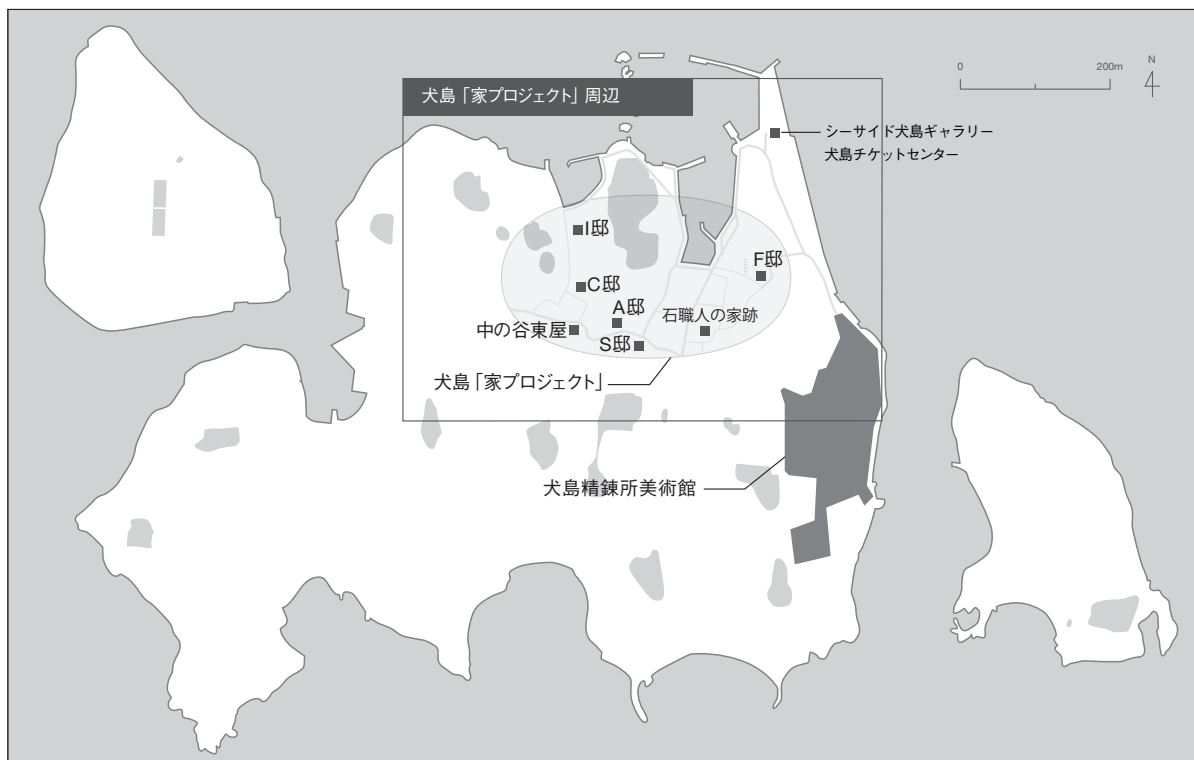 犬島「家プロジェクト」周辺
0
200m
N
シーサイド犬島ギャラリー
犬島チケットセンター
I邸
F邸
C邸
A邸
石職人の家跡
中の谷東屋
S邸
犬島「家プロジェクト」
犬島精錬所美術館